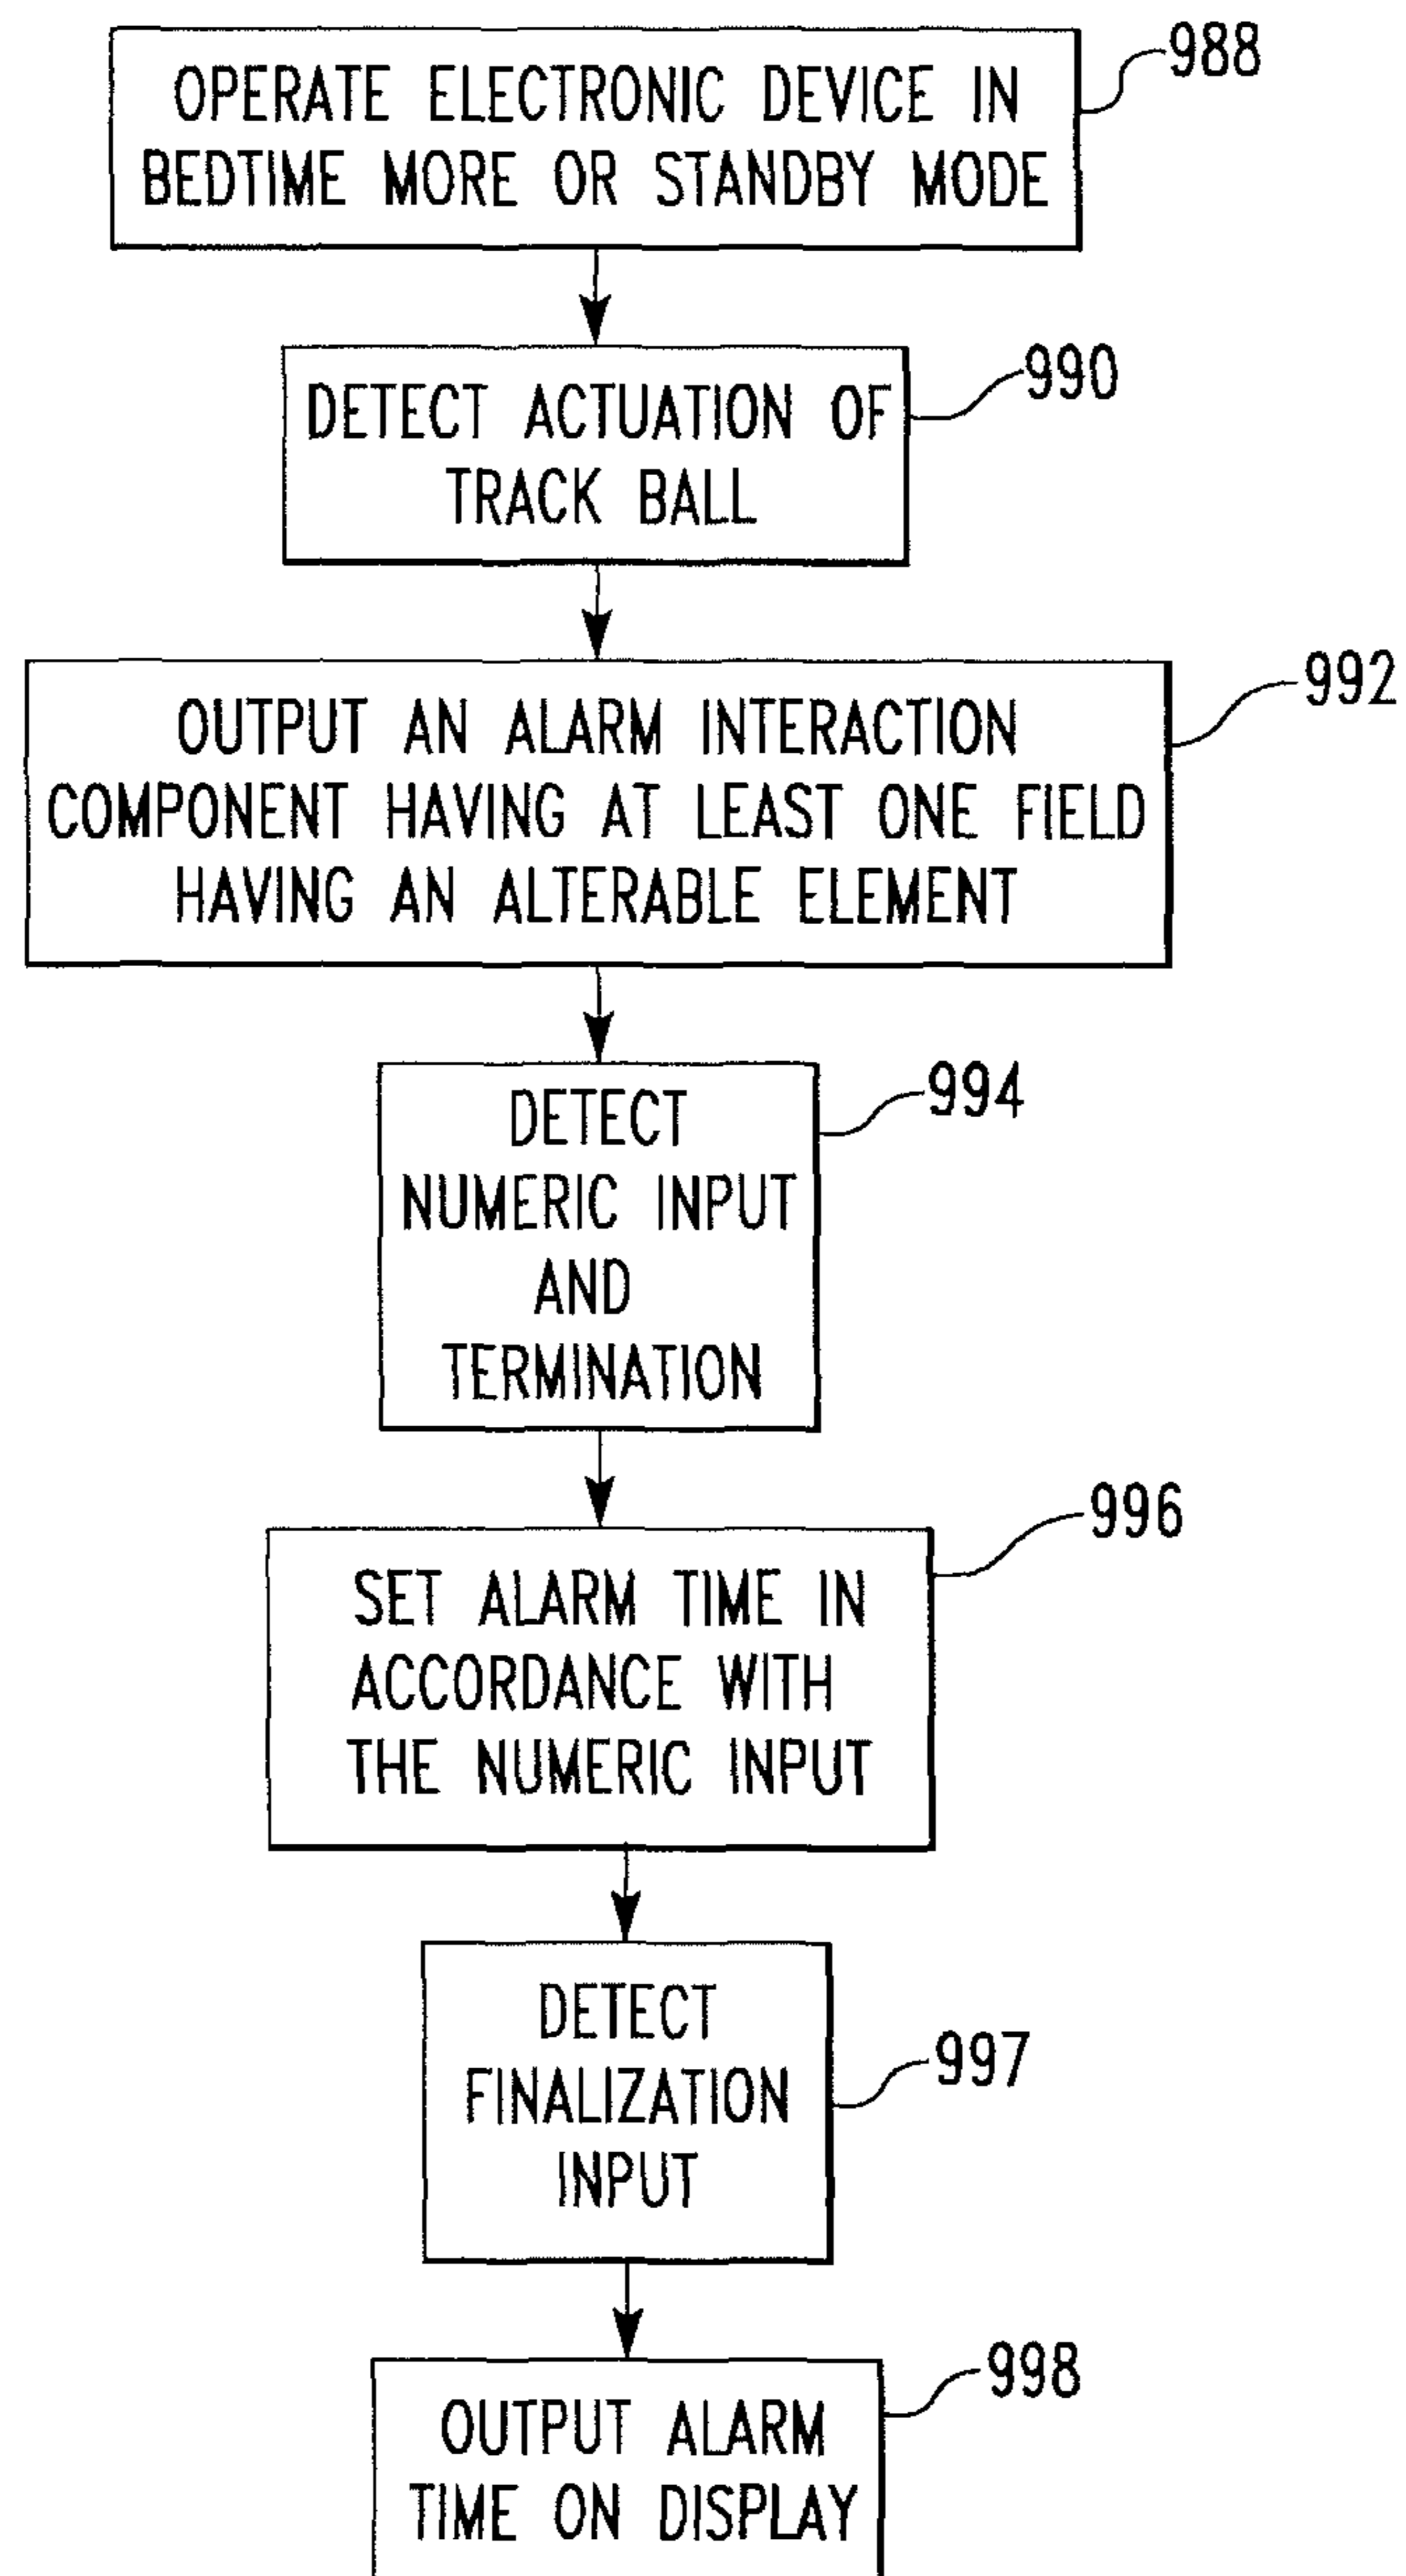 988
OPERATE ELECTRONIC DEVICE IN
BEDTIME MORE OR STANDBY MODE
990
DETECT ACTUATION OF
TRACK BALL
992
OUTPUT AN ALARM INTERACTION
COMPONENT HAVING AT LEAST ONE FIELD
HAVING AN ALTERABLE ELEMENT
994
DETECT
NUMERIC INPUT
AND
TERMINATION
996
SET ALARM TIME IN
ACCORDANCE WITH
THE NUMERIC INPUT
997
DETECT
FINALIZATION
INPUT
998
OUTPUT ALARM
TIME ON DISPLAY